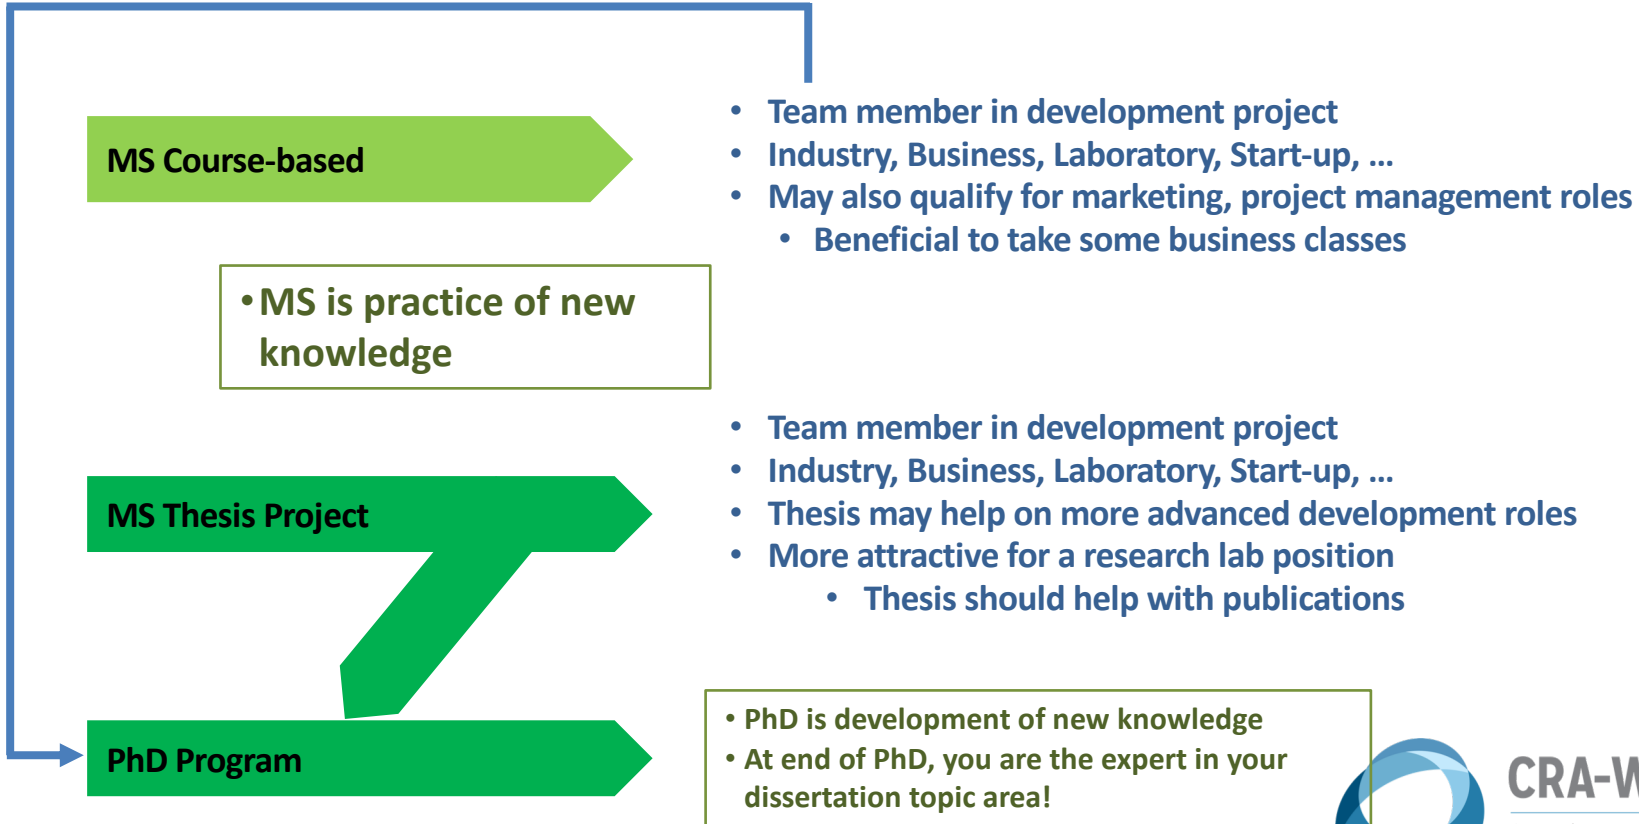 MS Course-based
• Team member in development project
• Industry, Business, Laboratory, Start-up, ...
• May also qualify for marketing, project management roles
• Beneficial to take some business classes
• MS is practice of new
knowledge
MS Thesis Project
• Team member in development project
• Industry, Business, Laboratory, Start-up, ...
• Thesis may help on more advanced development roles
• More attractive for a research lab position
• Thesis should help with publications
PhD Program
• PhD is development of new knowledge
• At end of PhD, you are the expert in your
dissertation topic area!
CRA-W